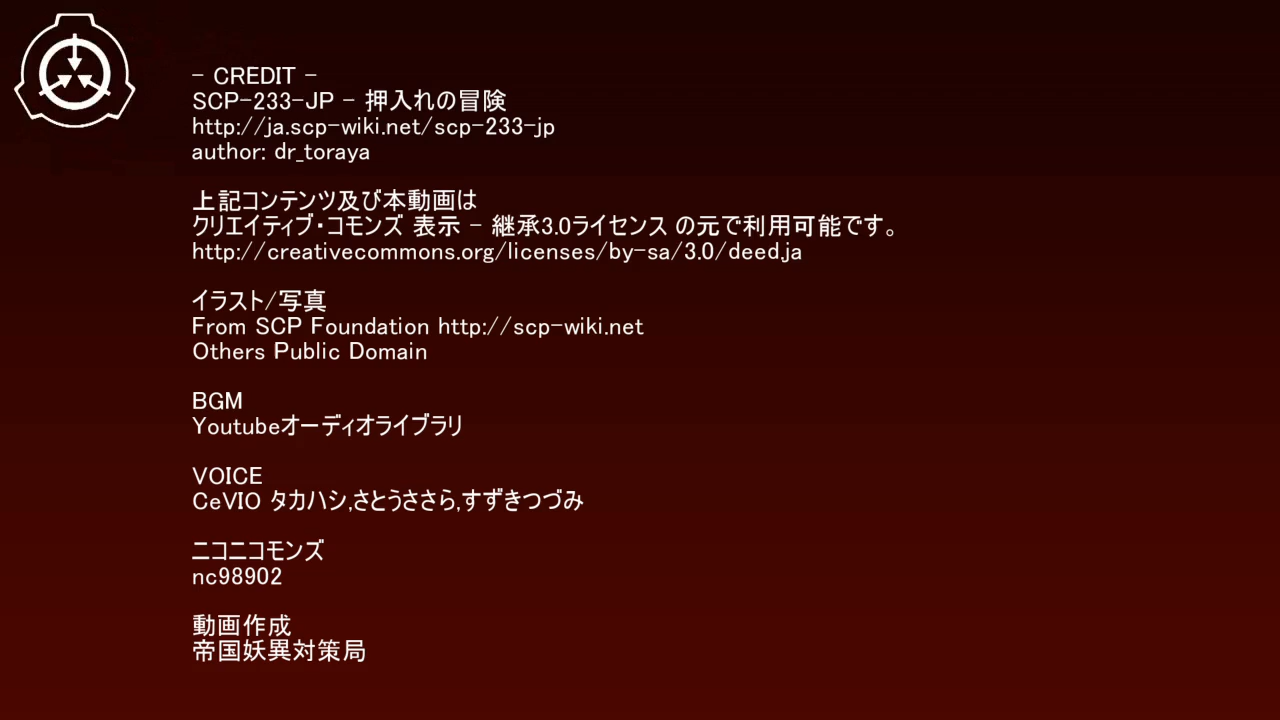 - CREDIT -
SCP-233-JP - 押入れの冒険
http://ja.scp-wiki.net/scp-233-jp
author: dr_toraya
上記コンテンツ及び本動画は
クリエイティブ・コモンズ 表示 - 継承3.0ライセンス の元で利用可能です。
http://creativecommons.org/licenses/by-sa/3.0/deed.ja
イラスト/写真
From SCP Foundation http://scp-wiki.net
Others Public Domain
BGM
Youtubeオーディオライブラリ
VOICE
CeVIO タカハシ,さとうささら,すずきつづみ
ニコニコモンズ
nc98902
動画作成
帝国妖異対策局